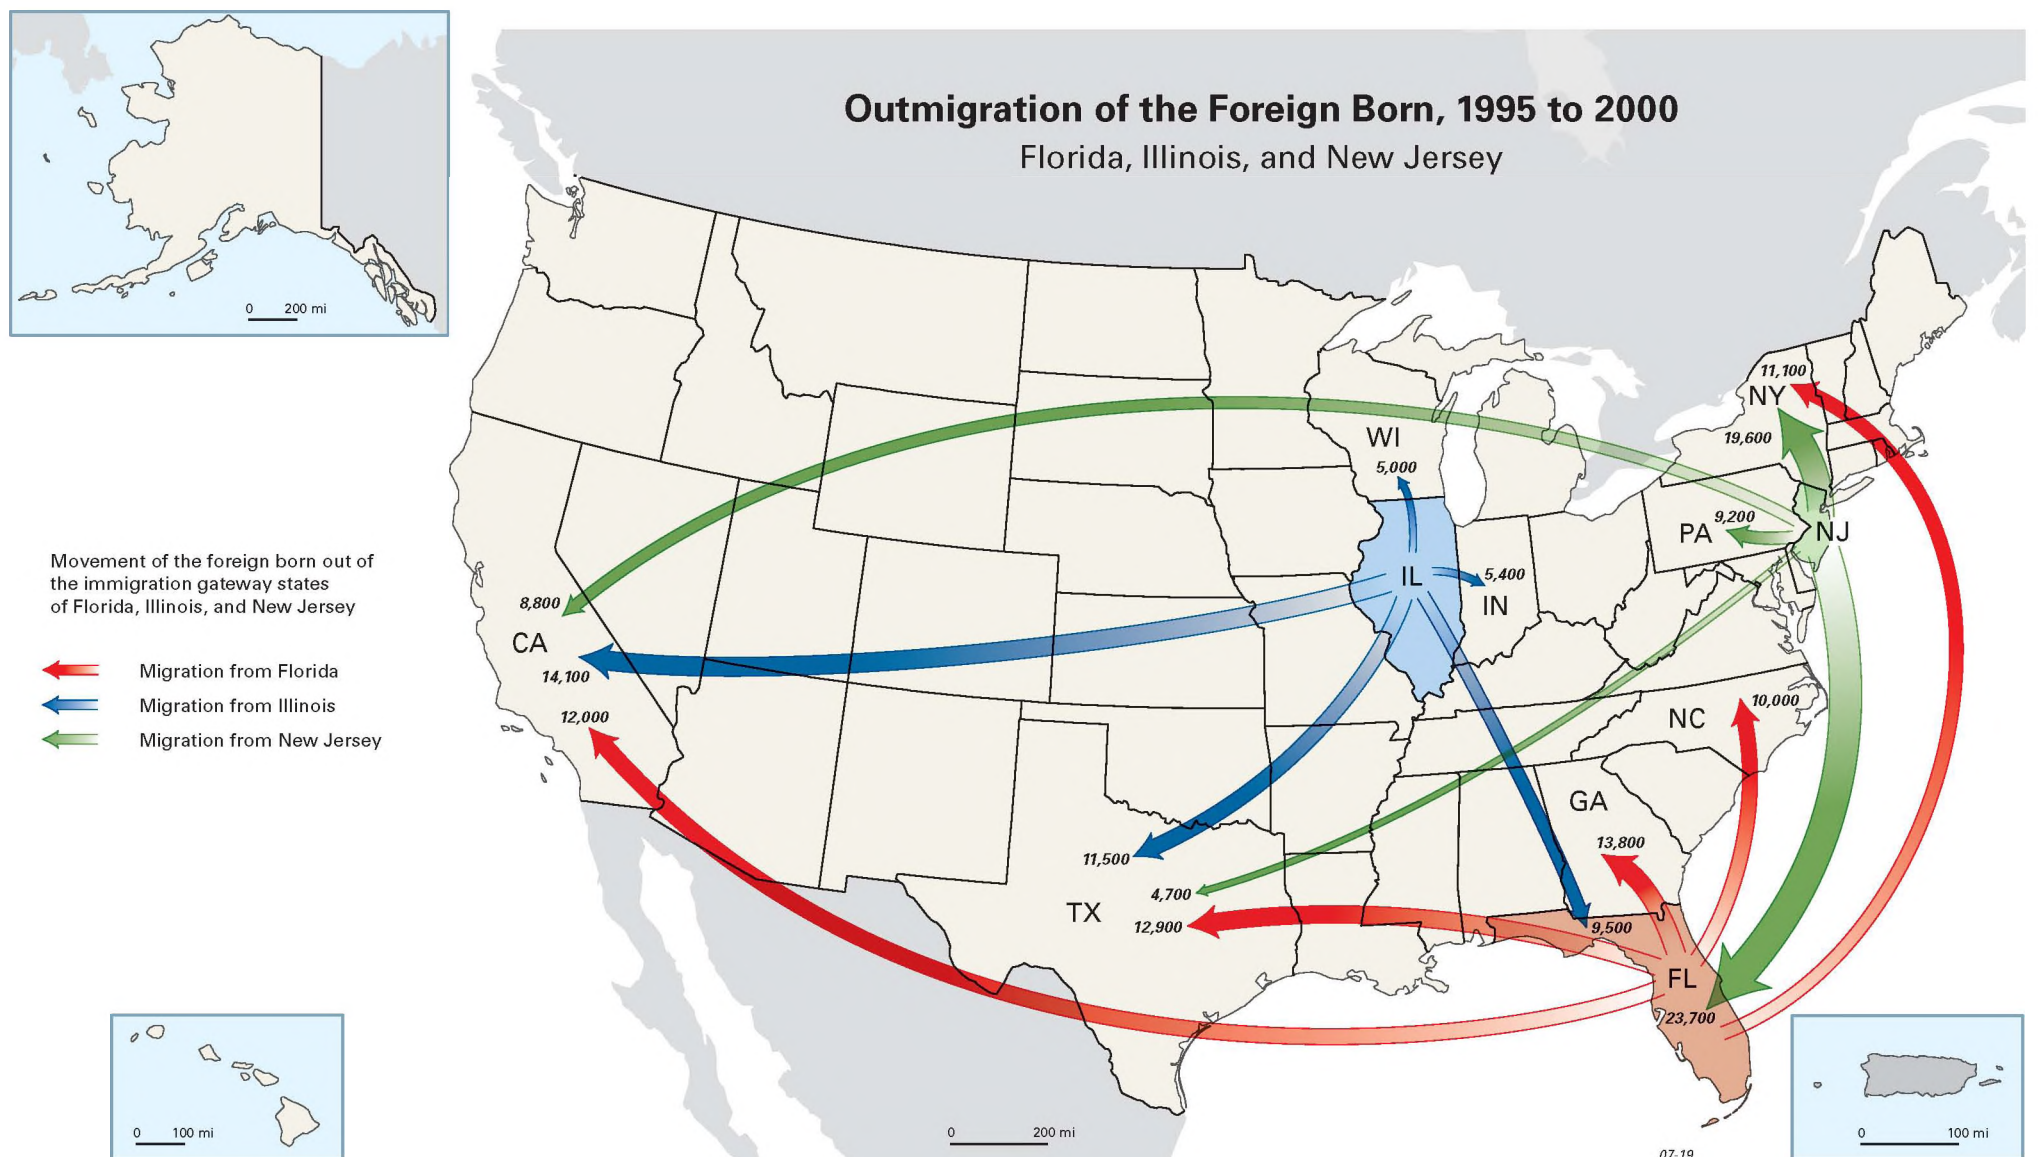 Outmigration of the Foreign Born, 1995 to 2000
Florida, Illinois, and New Jersey
0 200 mi
11,100
NY
19,600
WI
5,000
PA
9,200
NJ
IL
5,400
IN
Movement of the foreign born out of
the immigration gateway states
of Florida, Illinois, and New Jersey
Migration from Florida
Migration from Illinois
Migration from New Jersey
8,800
CA
14,100
12,000
10,000
NC
GA
13,800
11,500
4,700
TX
12,900
9,500
FL
23,700
0 100 mi
0 200 mi
07-19
0 100 mi